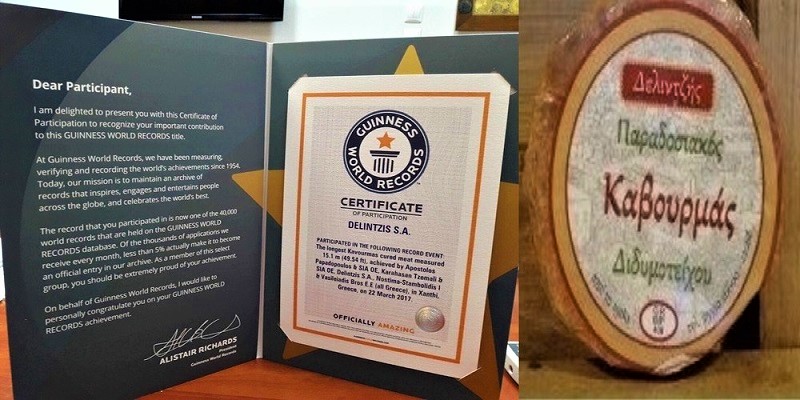 Dear Participant,
I am delighted to present you with this Certificate of
Participation to recognize your important contribution
to this GUINNESS WORLD RECORDS title.
At Guinness World Records, we have been measuring,
verifying and recording the world's achievements since 1954.
Today, our mission is to maintain an archive of
records that inspires, engages and entertains people
across the globe, and celebrates the world's best.
The record that you participated in is now one of the 40,000
world records that are held on the GUINNESS WORLD
RECORDS database. Of the thousands of applications we
receive every month, less than 5% actually make it to become
an official entry in our archive. As a member of this select
group, you should be extremely proud of your achievement.
On behalf of Guinness World Records, I would like to
personally congratulate you on your GUINNESS WORLD
RECORDS achievement.
ALISTAIR RICHARDS
President
Guinness World Records
GUINNESS
WORLD RECORDS
CERTIFICATE
OF PARTICIPATION
DELINTZIS S.A.
PARTICIPATED IN THE FOLLOWING RECORD EVENT:
The longest Kavourmas cured meat measured
15.1 m (49.54 ft), achieved by Apostolos
Papadopoulos & SIA OE, Karahasan Tzemali &
SIA OE, Delintzis S.A., Nostima-Stambolidis J
& Vasileiadis Bros E.E (all Greece), in Xanthi,
Greece, on 22 March 2017.
OFFICIALLY AMAZING
Δελιντζής
Παραδοσιακός
Καβουρμάς
Διδυμοτείχου